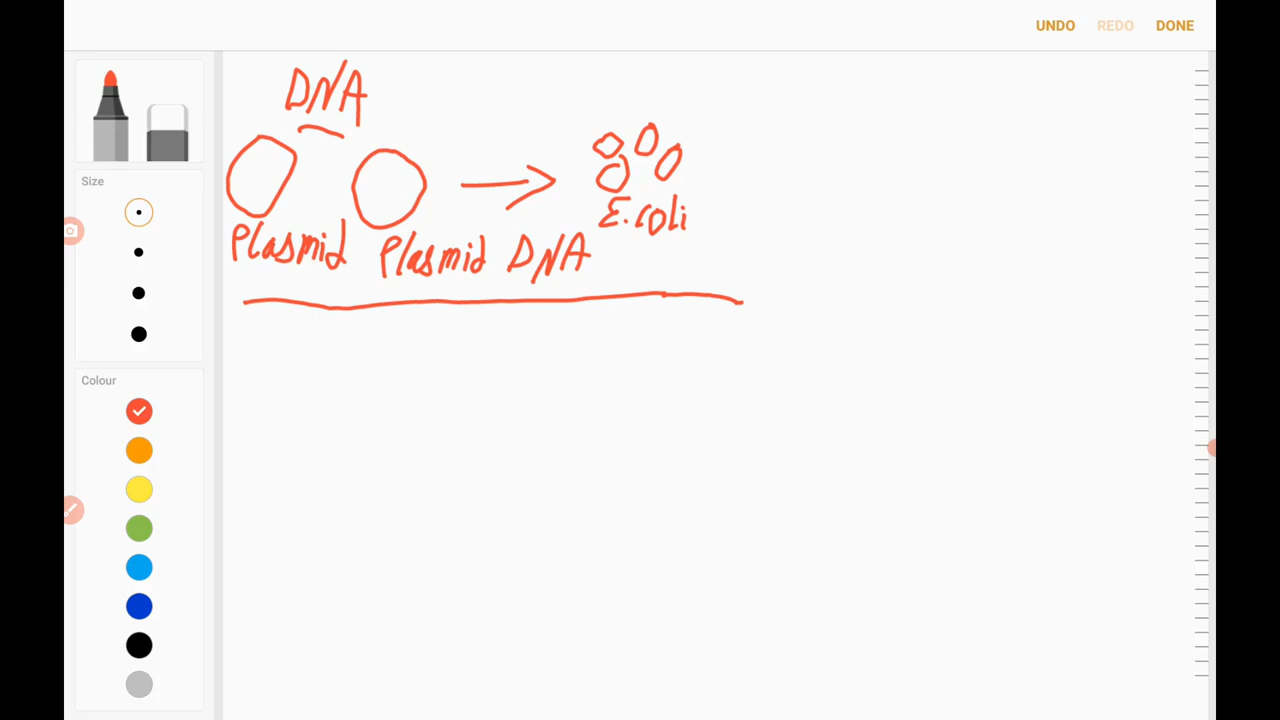 UNDO REDO DONE
Size
Colour
DNA
Plasmid Plasmid DNA
E.coli